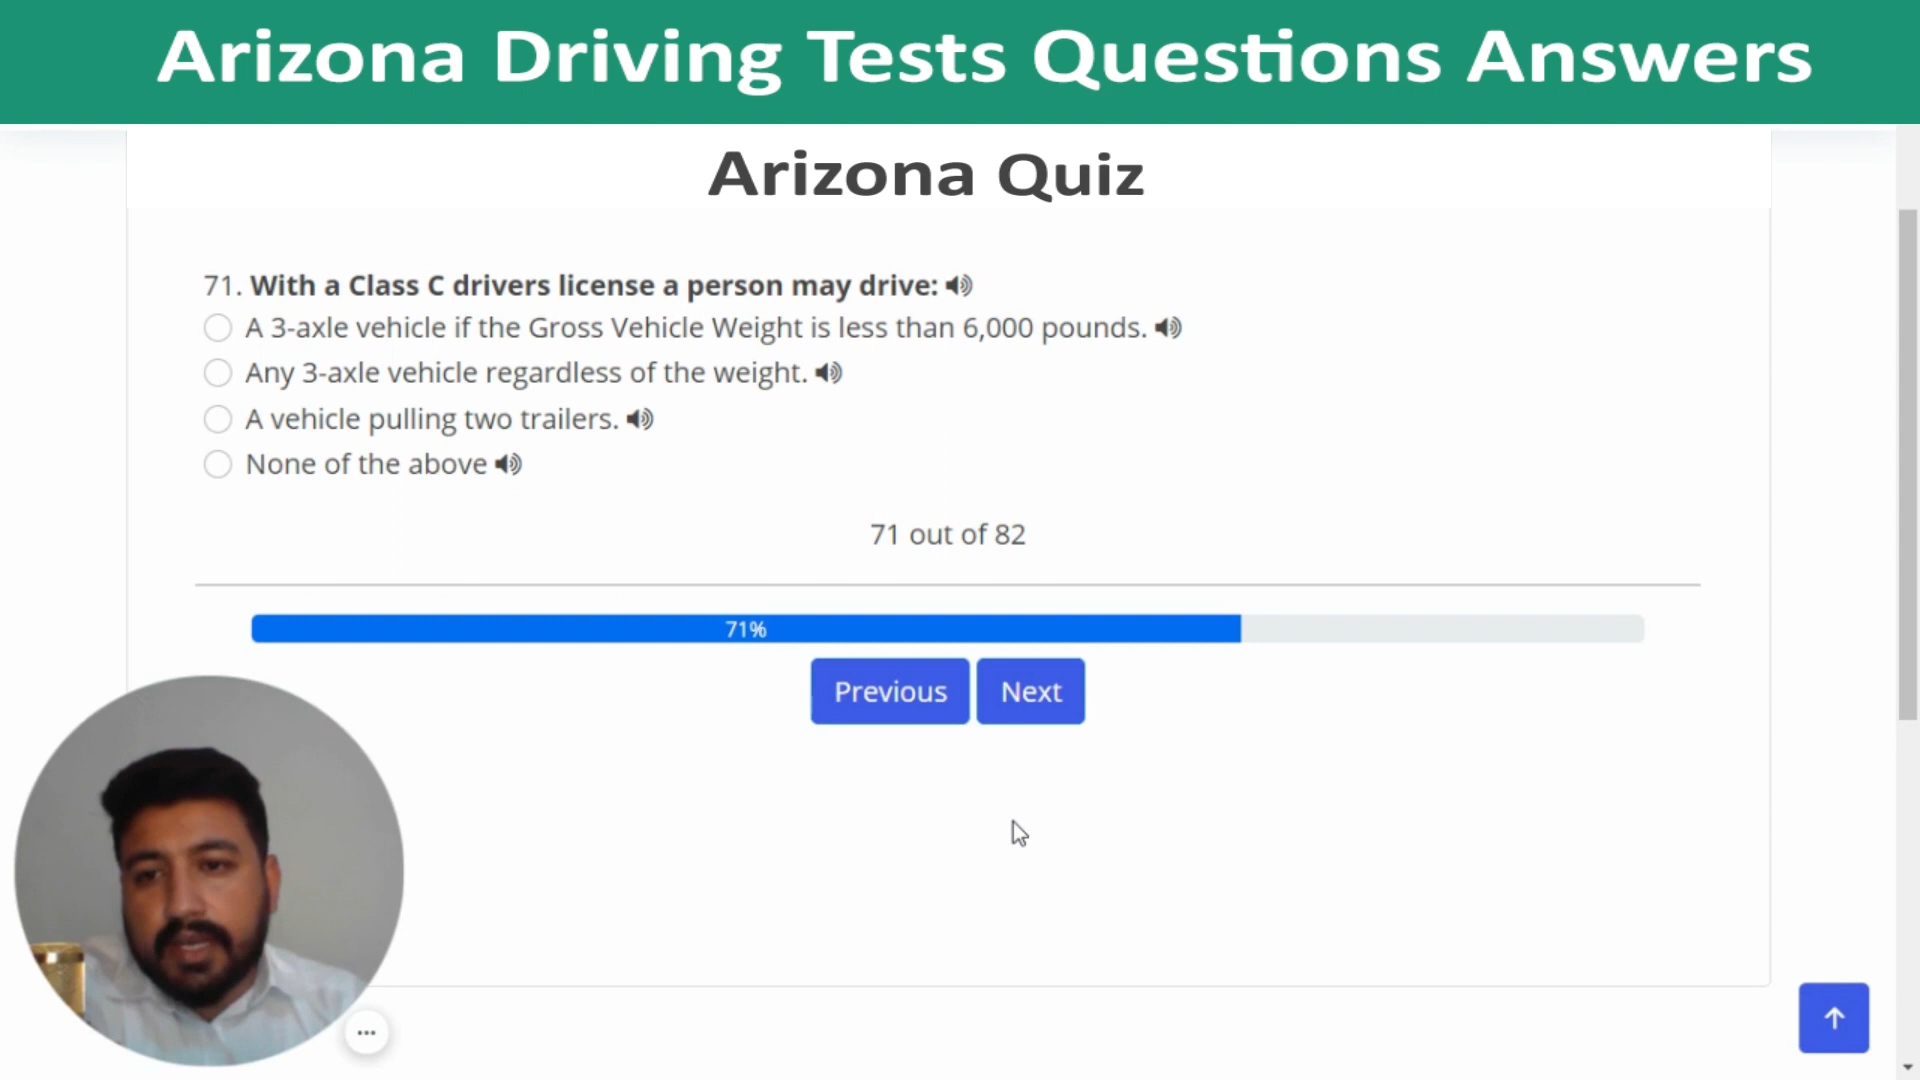 Arizona Driving Tests Questions Answers
Arizona Quiz
71. With a Class C drivers license a person may drive:
A 3-axle vehicle if the Gross Vehicle Weight is less than 6,000 pounds.
Any 3-axle vehicle regardless of the weight.
A vehicle pulling two trailers.
None of the above
71 out of 82
71%
Previous Next